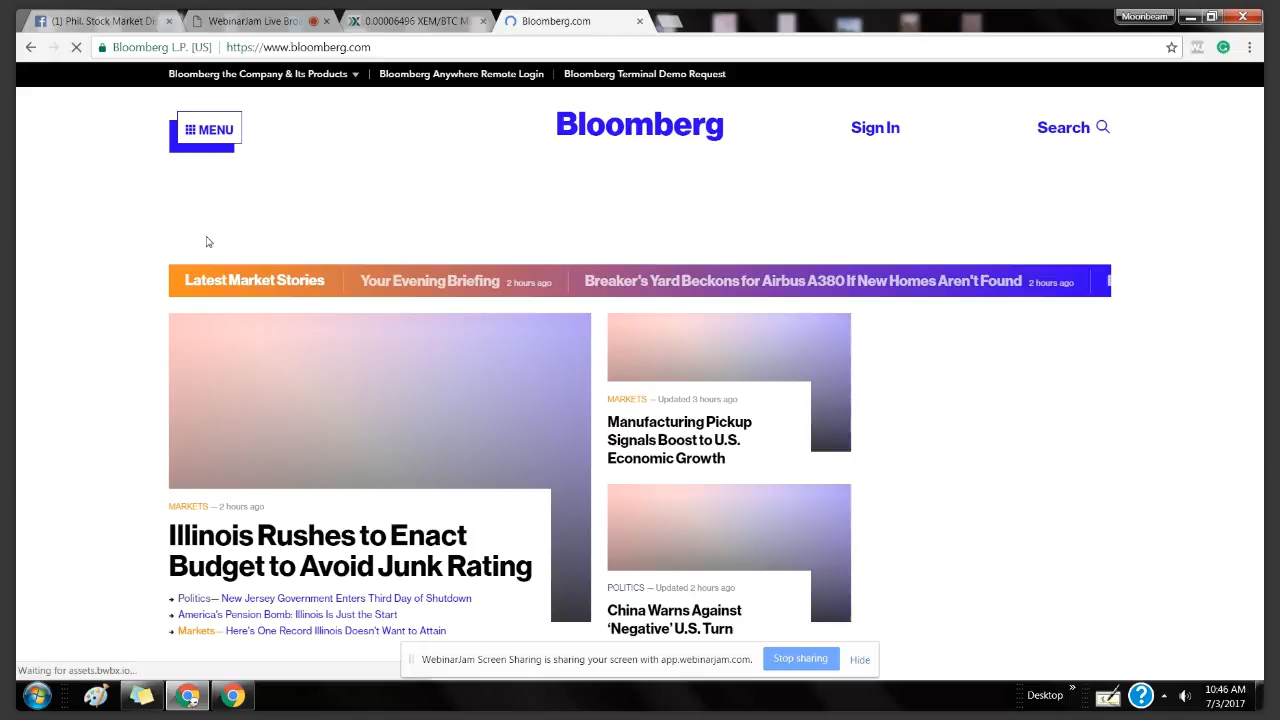 (1) Phil. Stock Market Dis
WebinarJam Live Bro
0.00006496 XEM/BTC | P
Bloomberg.com
Moonbeam
Bloomberg L.P. [US] https://www.bloomberg.com
Bloomberg the Company & Its Products
Bloomberg Anywhere Remote Login
Bloomberg Terminal Demo Request
MENU
Bloomberg
Sign In
Search
Latest Market Stories
Your Evening Briefing 2 hours ago
Breaker's Yard Beckons for Airbus A380 If New Homes Aren't Found 2 hours ago
MARKETS — 2 hours ago
Illinois Rushes to Enact
Budget to Avoid Junk Rating
Politics— New Jersey Government Enters Third Day of Shutdown
America's Pension Bomb: Illinois Is Just the Start
Markets— Here's One Record Illinois Doesn't Want to Attain
MARKETS — Updated 3 hours ago
Manufacturing Pickup
Signals Boost to U.S.
Economic Growth
POLITICS — Updated 2 hours ago
China Warns Against
‘Negative’ U.S. Turn
WebinarJam Screen Sharing is sharing your screen with app.webinarjam.com.
Stop sharing
Hide
Waiting for assets.bwbx.io...
Desktop
10:46 AM
7/3/2017